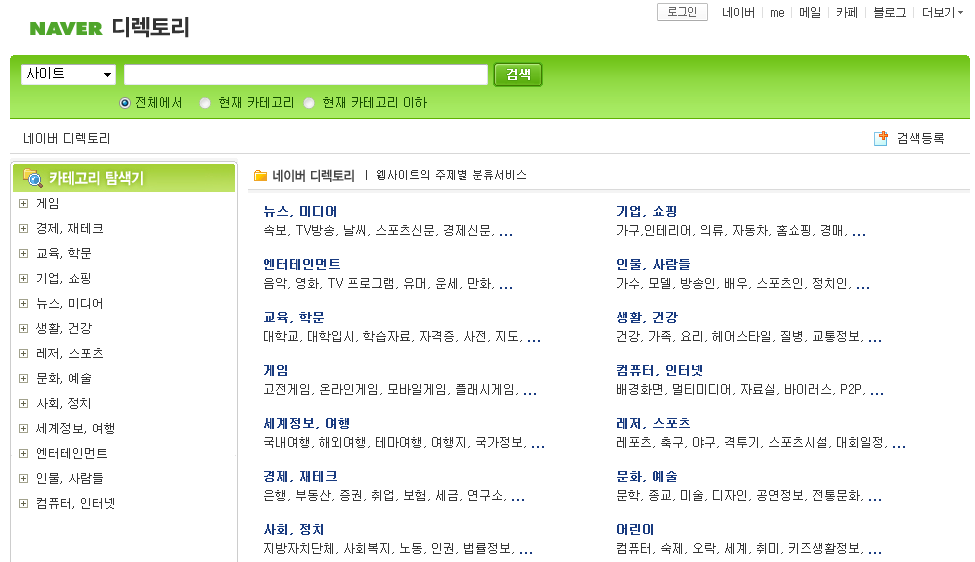 로그인 네이버 me 메일 카페 블로그 더보기
NAVER 디렉토리
사이트 검색
전체에서 현재 카테고리 현재 카테고리 이하
네이버 디렉토리 검색등록
카테고리 탐색기
게임
경제, 재테크
교육, 학문
기업, 쇼핑
뉴스, 미디어
생활, 건강
레저, 스포츠
문화, 예술
사회, 정치
세계정보, 여행
엔터테인먼트
인물, 사람들
컴퓨터, 인터넷
네이버 디렉토리 | 웹사이트의 주제별 분류서비스
뉴스, 미디어
속보, TV방송, 날씨, 스포츠신문, 경제신문, ...
기업, 쇼핑
가구,인테리어, 의류, 자동차, 홈쇼핑, 경매, ...
엔터테인먼트
음악, 영화, TV 프로그램, 유머, 운세, 만화, ...
인물, 사람들
가수, 모델, 방송인, 배우, 스포츠인, 정치인, ...
교육, 학문
대학교, 대학입시, 학습자료, 자격증, 사전, 지도, ...
생활, 건강
건강, 가족, 요리, 헤어스타일, 질병, 교통정보, ...
게임
고전게임, 온라인게임, 모바일게임, 플래시게임, ...
컴퓨터, 인터넷
배경화면, 멀티미디어, 자료실, 바이러스, P2P, ...
세계정보, 여행
국내여행, 해외여행, 테마여행, 여행지, 국가정보, ...
레저, 스포츠
레포츠, 축구, 야구, 격투기, 스포츠시설, 대회일정, ...
경제, 재테크
은행, 부동산, 증권, 취업, 보험, 세금, 연구소, ...
문화, 예술
문학, 종교, 미술, 디자인, 공연정보, 전통문화, ...
사회, 정치
지방자치단체, 사회복지, 노동, 인권, 법률정보, ...
어린이
컴퓨터, 숙제, 오락, 세계, 취미, 키즈생활정보, ...